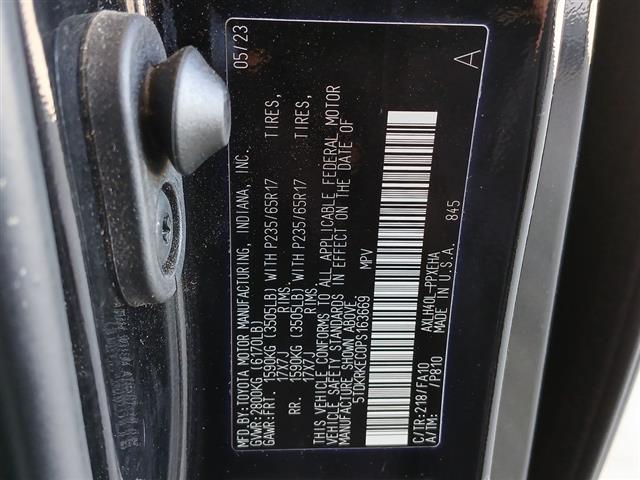 MFD.BY:TOYOTA MOTOR MANUFACTURING, INDIANA, INC. 05/23
GVWR:2800KG (6170LB)
GAWR:FRT. 1590KG (3505LB) WITH P235/65R17 TIRES,
17X7J RIMS.
RR. 1590KG (3505LB) WITH P235/65R17 TIRES,
17X7J RIMS.
THIS VEHICLE CONFORMS TO ALL APPLICABLE FEDERAL MOTOR
VEHICLE SAFETY STANDARDS IN EFFECT ON THE DATE OF
MANUFACTURE SHOWN ABOVE.
5TDKRKEC0PS163669 MPV
C/TR:218/FA10 AXLH40L-PPXEHA
A/TM: /P810 MADE IN U.S.A. 845
A